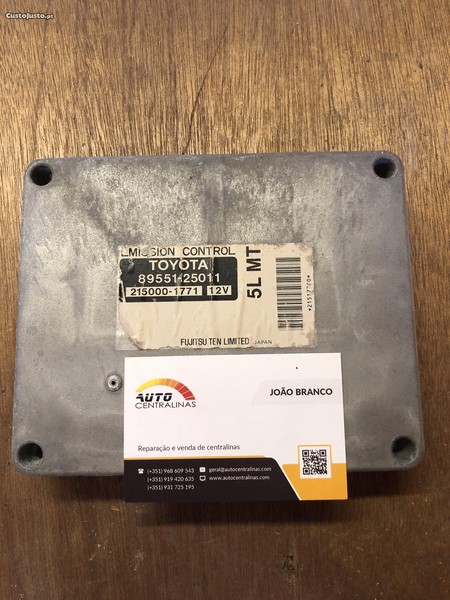 CustoJusto.pt
EMISSION CONTROL
TOYOTA
89551-25011
215000-1771 12V
5L MT
FUJITSU TEN LIMITED JAPAN
AUTO
CENTRALINAS
JOÃO BRANCO
Reparação e venda de centralinas
(+351) 968 609 543
(+351) 919 420 635
(+351) 931 725 195
geral@autocentralinas.com
www.autocentralinas.com